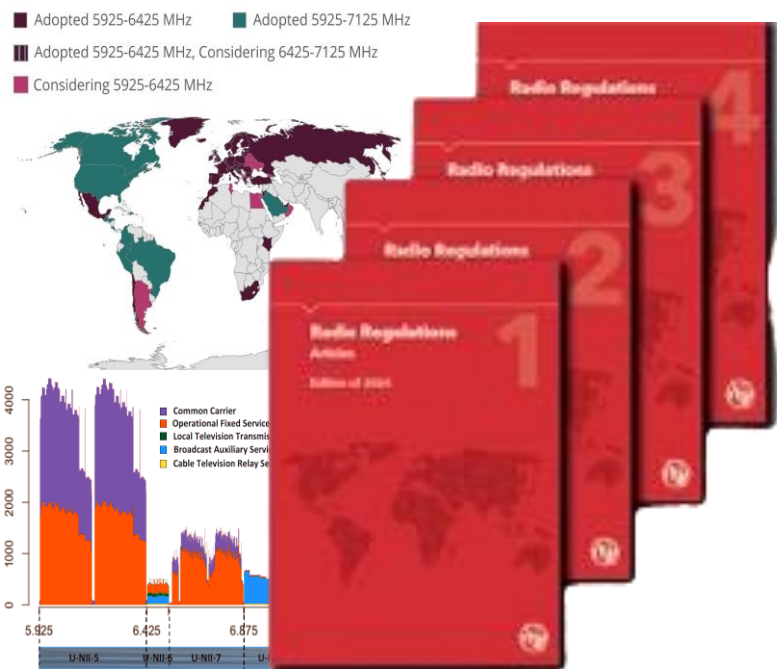 Adopted 5925-6425 MHz
Adopted 5925-7125 MHz
Adopted 5925-6425 MHz, Considering 6425-7125 MHz
Considering 5925-6425 MHz
Radio Regulations
4
Radio Regulations
3
Radio Regulations
2
Radio Regulations
Articles
1
4000
3000
2000
1000
0
Common Carrier
Operational Fixed Service
Local Television Transmis
Broadcast Auxiliary Servi
Cable Television Relay Se
5.925
6.425
6.875
U-NII-5
U-NII-6
U-NII-7